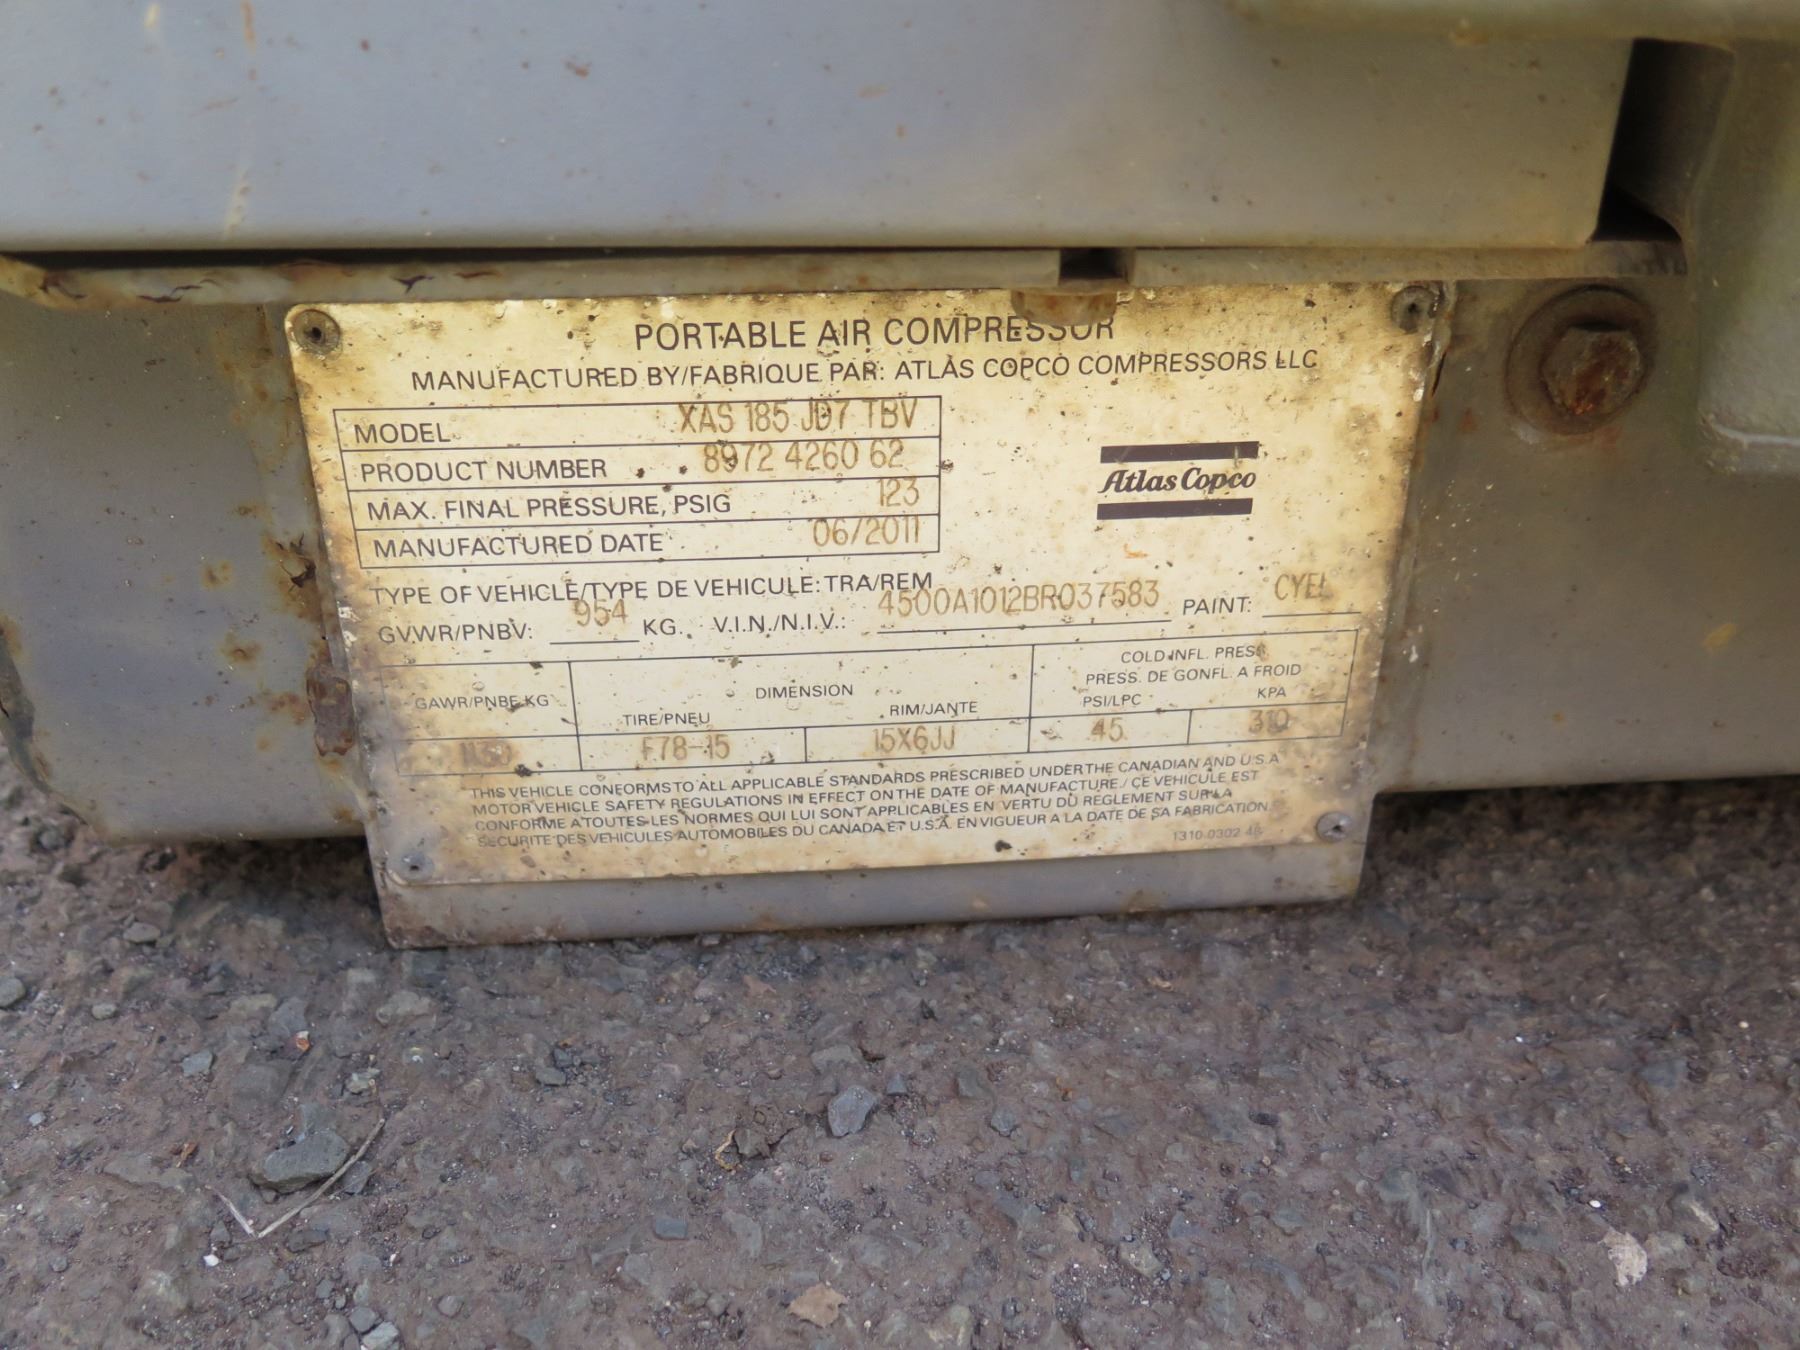 PORTABLE AIR COMPRESSOR
MANUFACTURED BY/FABRIQUE PAR: ATLAS COPCO COMPRESSORS LLC
MODEL XAS 185 JD7 TBV
PRODUCT NUMBER 8972 4260 62
MAX. FINAL PRESSURE, PSIG 123
MANUFACTURED DATE 06/2011
Atlas Copco
TYPE OF VEHICLE/TYPE DE VEHICULE: TRA/REM
GVWR/PNBV: 954 KG. V.I.N./N.I.V.: 4500A1012BR037583 PAINT:
GAWR/PNBE KG DIMENSION COLD INFL. PRESS.
PRESS. DE GONFL. A FROID
TIRE/PNEU RIM/JANTE PSI/LPC KPA
1130 F78-15 15X6JJ 45 310
THIS VEHICLE CONFORMS TO ALL APPLICABLE STANDARDS PRESCRIBED UNDER THE CANADIAN AND U.S.A
MOTOR VEHICLE SAFETY REGULATIONS IN EFFECT ON THE DATE OF MANUFACTURE./ CE VEHICULE EST
CONFORME A TOUTES LES NORMES QUI LUI SONT APPLICABLES EN VERTU DU REGLEMENT SUR LA
SECURITE DES VEHICULES AUTOMOBILES DU CANADA ET U.S.A. EN VIGUEUR A LA DATE DE SA FABRICATION.
1310.0302